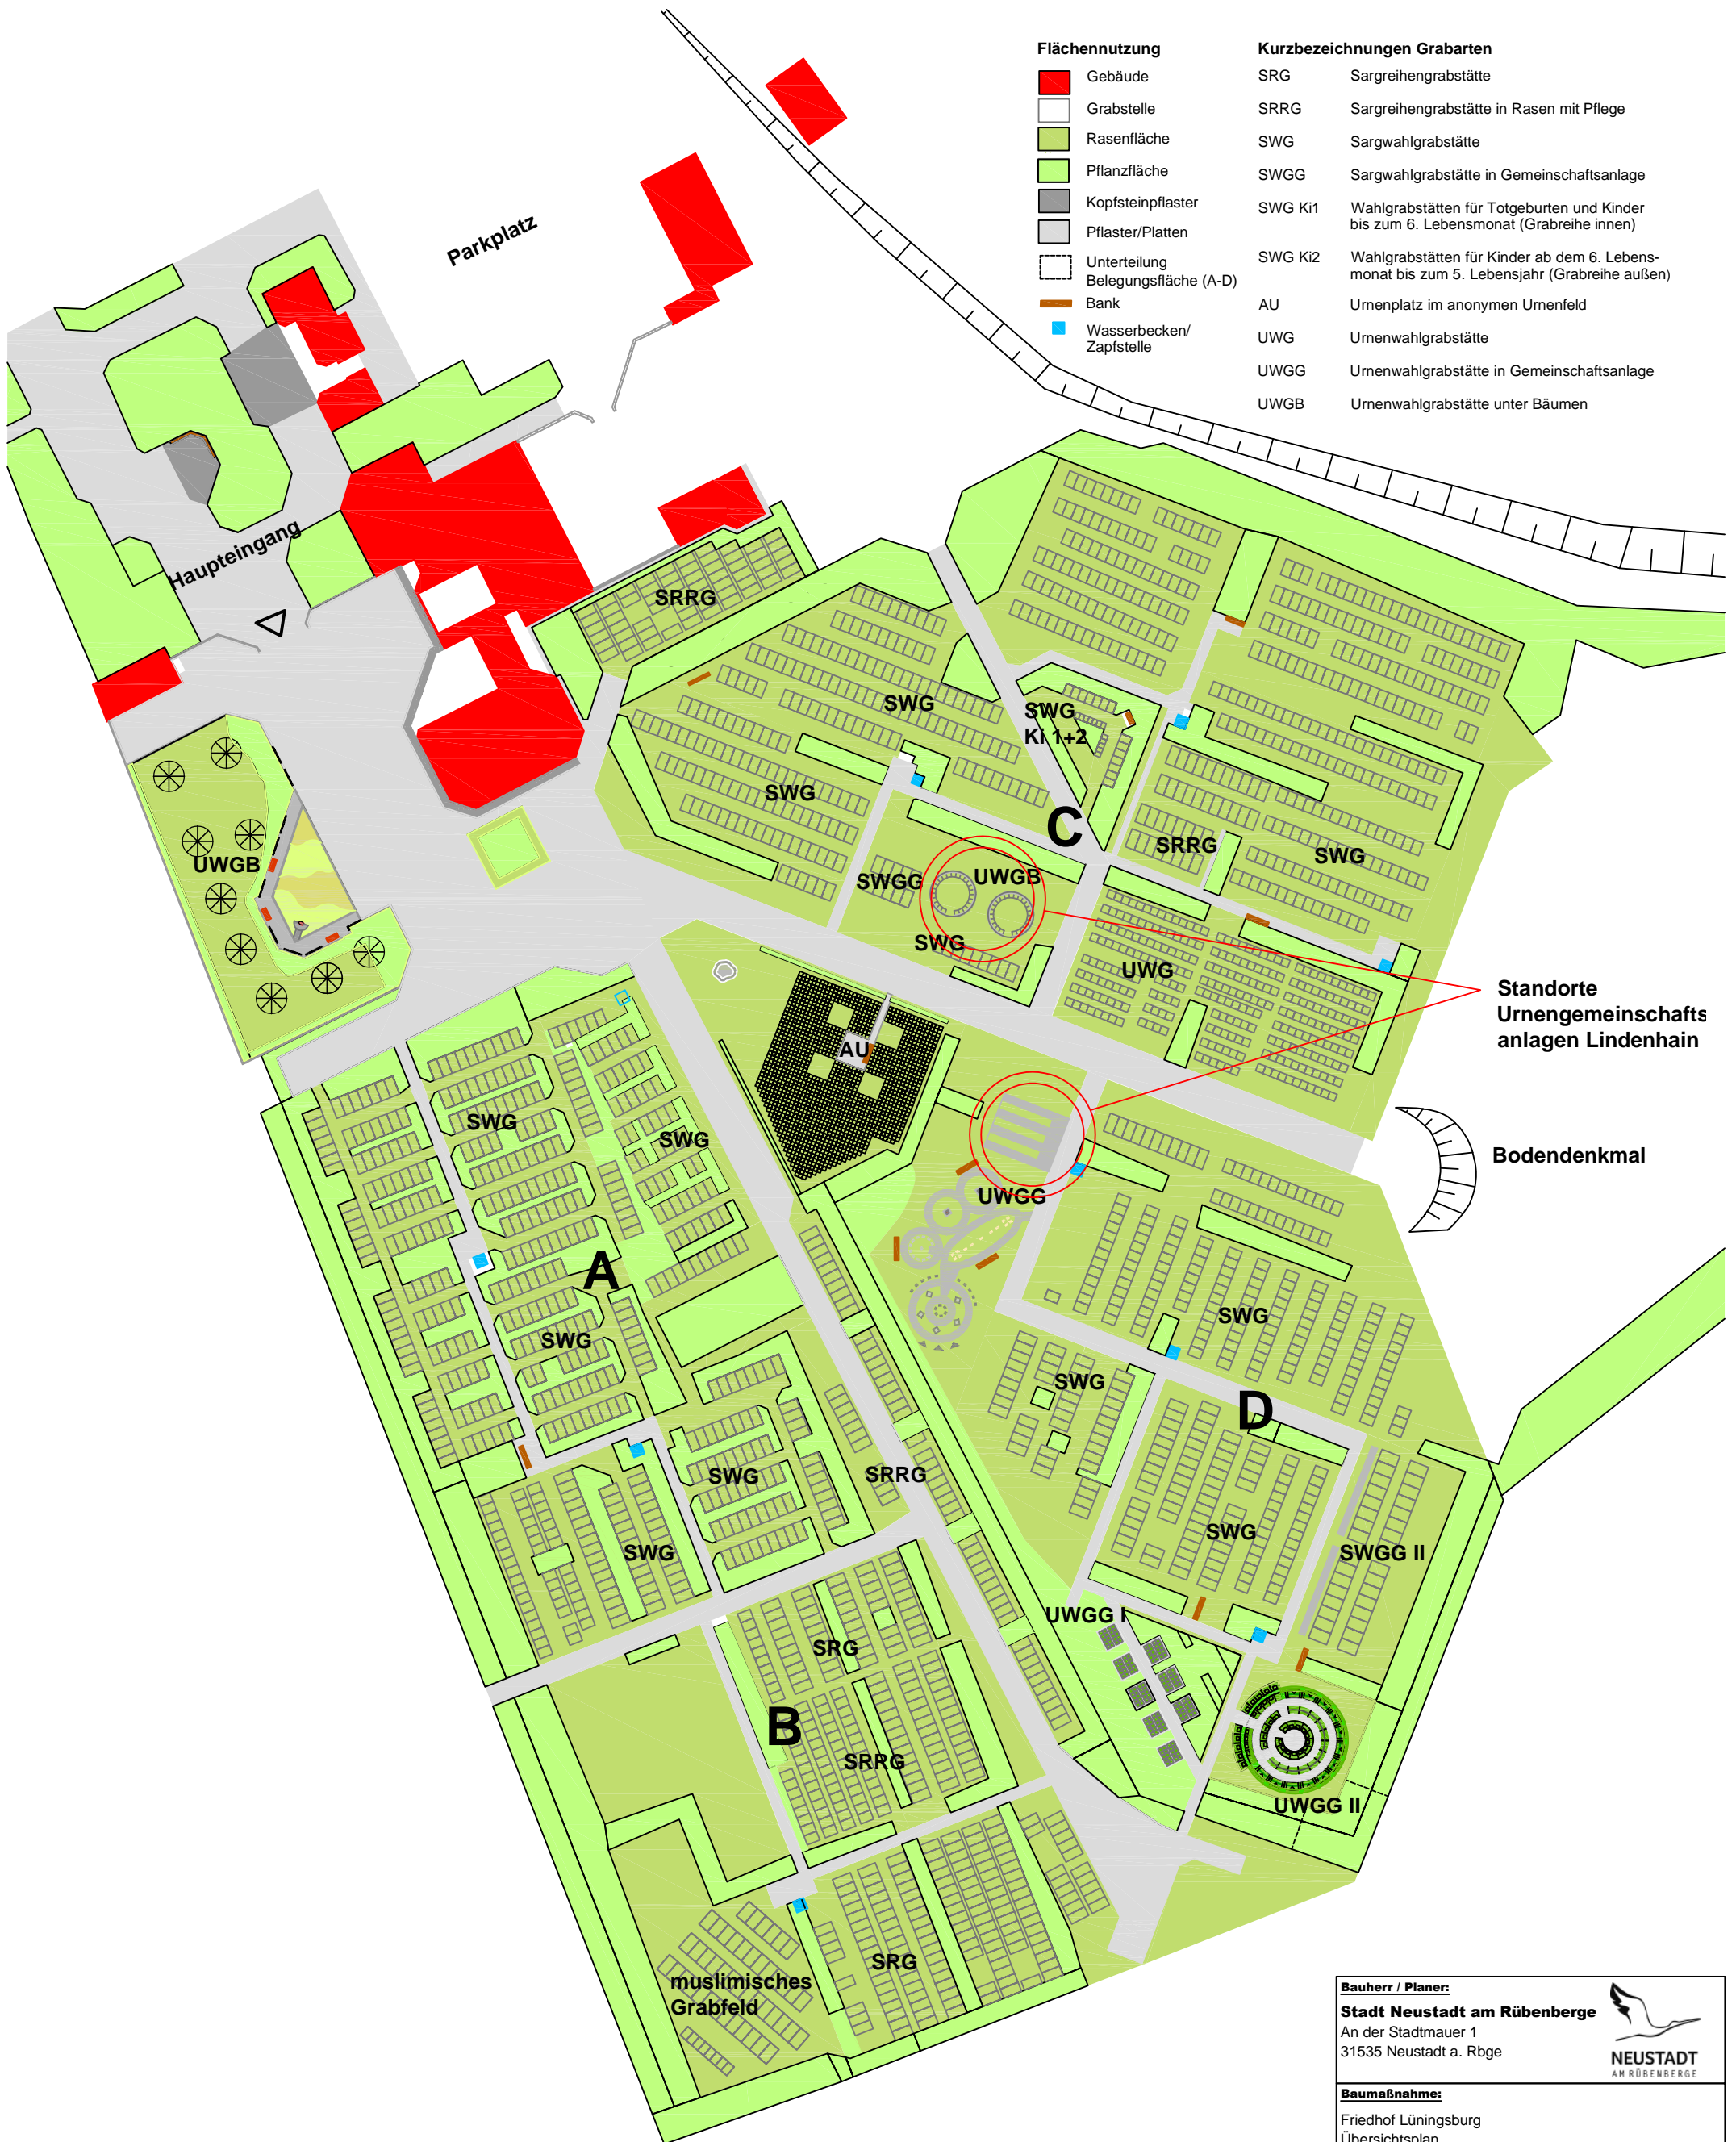 Flächennutzung
Gebäude
Grabstelle
Rasenfläche
Pflanzfläche
Kopfsteinpflaster
Pflaster/Platten
Unterteilung
Belegungsfläche (A-D)
Bank
Wasserbecken/
Zapfstelle
Kurzbezeichnungen Grabarten
SRG Sargreihengrabstätte
SRRG Sargreihengrabstätte in Rasen mit Pflege
SWG Sargwahlgrabstätte
SWGG Sargwahlgrabstätte in Gemeinschaftsanlage
SWG Ki1 Wahlgrabstätten für Totgeburten und Kinder
bis zum 6. Lebensmonat (Grabreihe innen)
SWG Ki2 Wahlgrabstätten für Kinder ab dem 6. Lebens-
monat bis zum 5. Lebensjahr (Grabreihe außen)
AU Urnenplatz im anonymen Urnenfeld
UWG Urnenwahlgrabstätte
UWGG Urnenwahlgrabstätte in Gemeinschaftsanlage
UWGB Urnenwahlgrabstätte unter Bäumen
Parkplatz
Haupteingang
SRRG
SWG
SWG
Ki 1+2
SWG
C
SRRG
SWG
UWGB
SWGG
UWGB
SWG
UWG
Standorte
Urnengemeinschafts
anlagen Lindenhain
AU
SWG
SWG
Bodendenkmal
UWGG
A
SWG
SWG
SWG
D
SWG
SRRG
SWG
SWG
SWGG II
UWGG I
SRG
B
SRRG
UWGG II
SRG
muslimisches
Grabfeld
Bauherr / Planer:
Stadt Neustadt am Rübenberge
An der Stadtmauer 1
31535 Neustadt a. Rbge
NEUSTADT
AM RÜBENBERGE
Baumaßnahme:
Friedhof Lüningsburg
Übersichtsplan